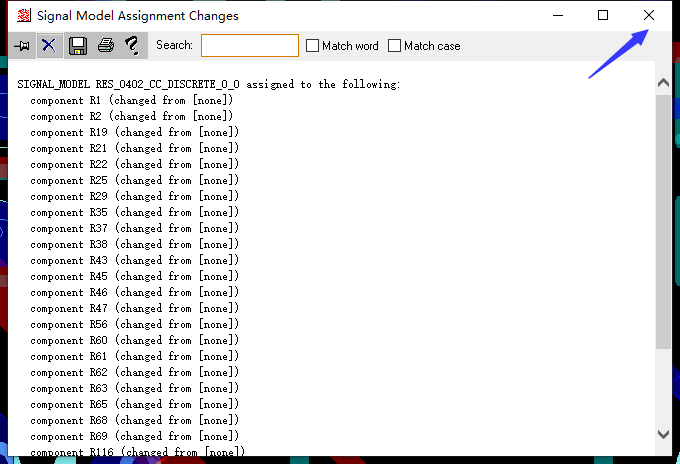 Signal Model Assignment Changes
Search: Match word Match case
SIGNAL_MODEL RES_0402_CC_DISCRETE_0_0 assigned to the following:
component R1 (changed from [none])
component R2 (changed from [none])
component R19 (changed from [none])
component R21 (changed from [none])
component R22 (changed from [none])
component R25 (changed from [none])
component R29 (changed from [none])
component R35 (changed from [none])
component R37 (changed from [none])
component R38 (changed from [none])
component R43 (changed from [none])
component R45 (changed from [none])
component R46 (changed from [none])
component R47 (changed from [none])
component R56 (changed from [none])
component R60 (changed from [none])
component R61 (changed from [none])
component R62 (changed from [none])
component R63 (changed from [none])
component R65 (changed from [none])
component R68 (changed from [none])
component R69 (changed from [none])
component R116 (changed from [none])